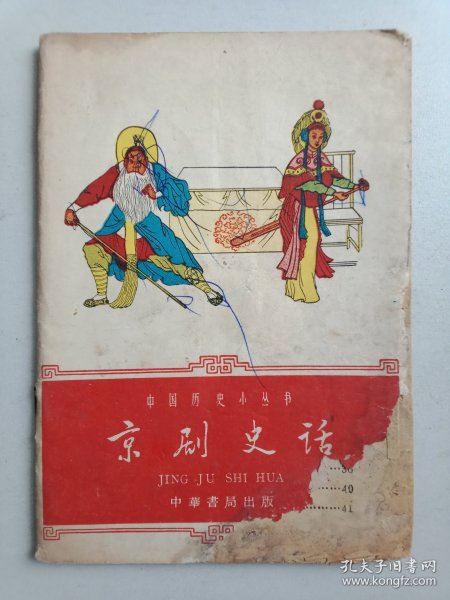 中国历史小丛书
京剧史话
JING JU SHI HUA
中華書局出版
……36
……40
……41
孔夫子旧书网
www.kongfz.com